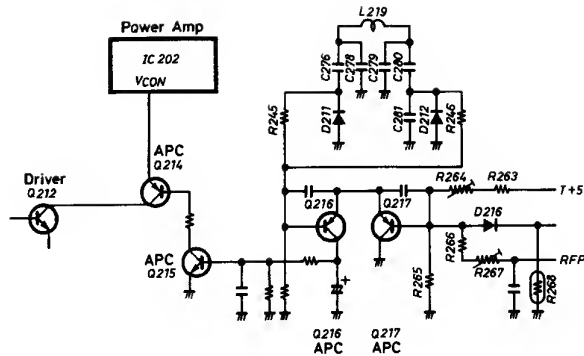 L219
Power Amp
IC 202
VCON
C276
C278
C279
C280
R245
D211
C281
D212
R246
APC
Q214
Driver
Q212
R264
R263
T+5
Q216
Q217
D216
APC
Q215
R266
R267
RFP
R265
R268
Q216
APC
Q217
APC